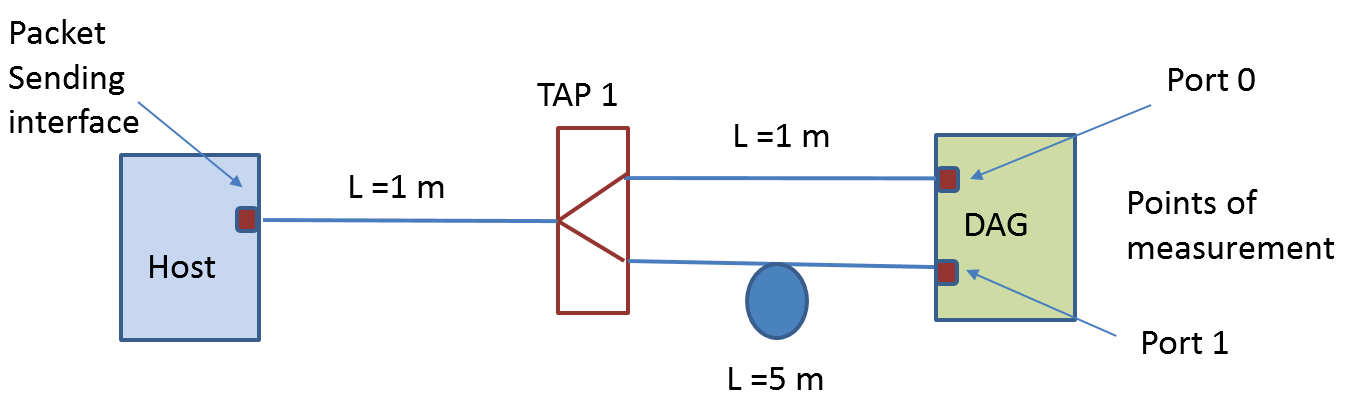 Packet
Sending
interface
TAP 1
Port 0
L =1 m
L =1 m
Host
DAG
Points of
measurement
Port 1
L =5 m